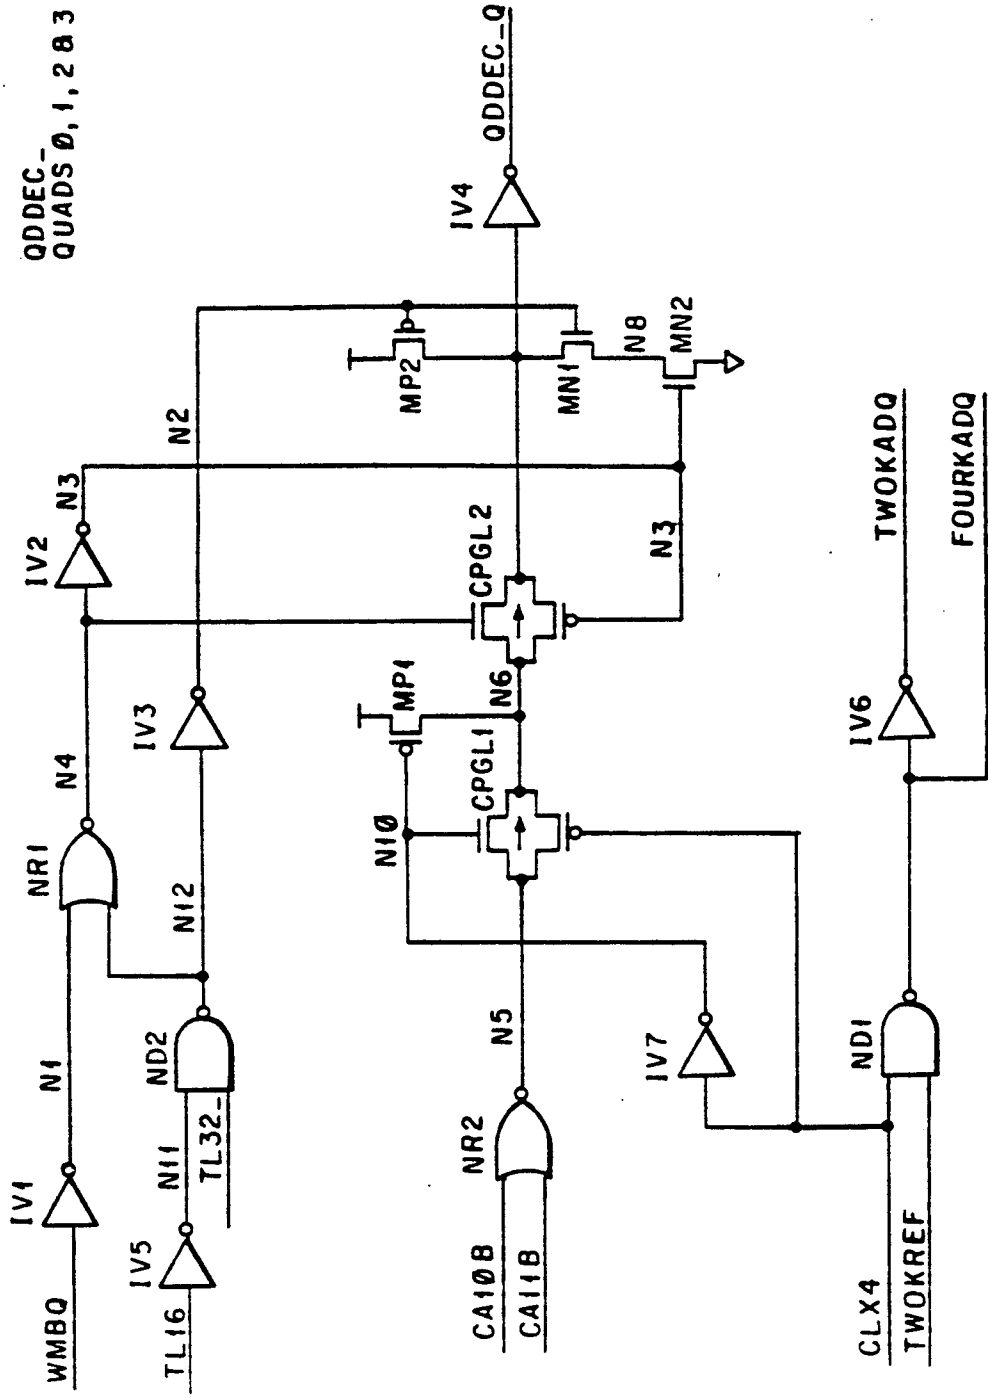 QDDEC_
QUADS Ø, 1, 2 & 3
WMBQ
IV1
N1
NR1
N4
IV2
N3
TL16
IV5
N11
TL32_
ND2
N12
IV3
N2
CA1ØB
CA11B
NR2
N5
N1Ø
CPGL1
MP1
N6
CPGL2
N3
MP2
MN1
N8
MN2
IV4
QDDEC_Q
IV7
CLX4
TWOKREF
ND1
IV6
TWOKADQ
FOURKADQ